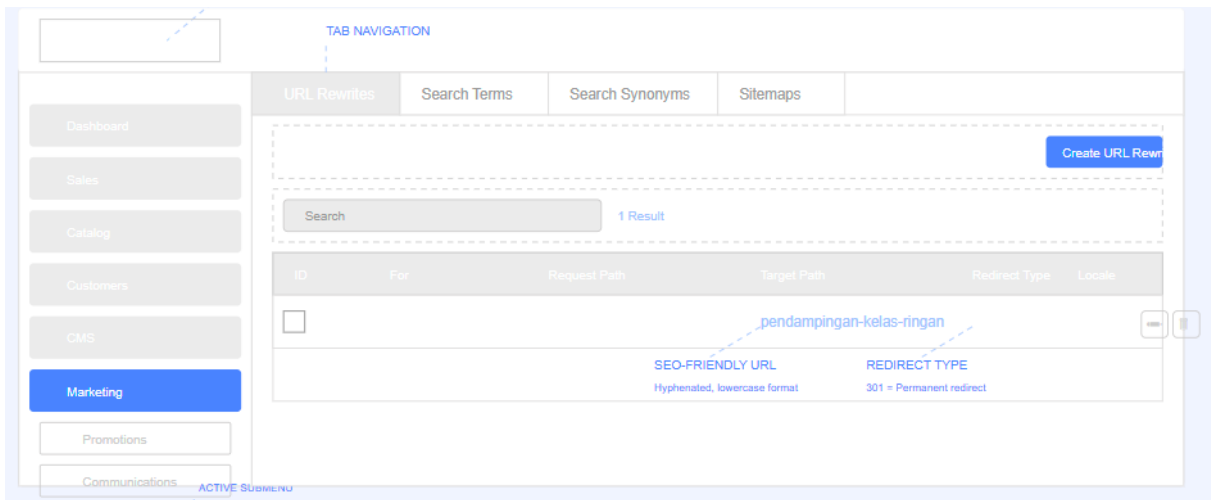 TAB NAVIGATION
URL Rewrites Search Terms Search Synonyms Sitemaps
Dashboard
Create URL Rewri
Sales
Search 1 Result
Catalog
ID For Request Path Target Path Redirect Type Locale
Customers
pendampingan-kelas-ringan
CMS
SEO-FRIENDLY URL REDIRECT TYPE
Hyphenated, lowercase format 301 = Permanent redirect
Marketing
Promotions
Communications
ACTIVE SUBMENU